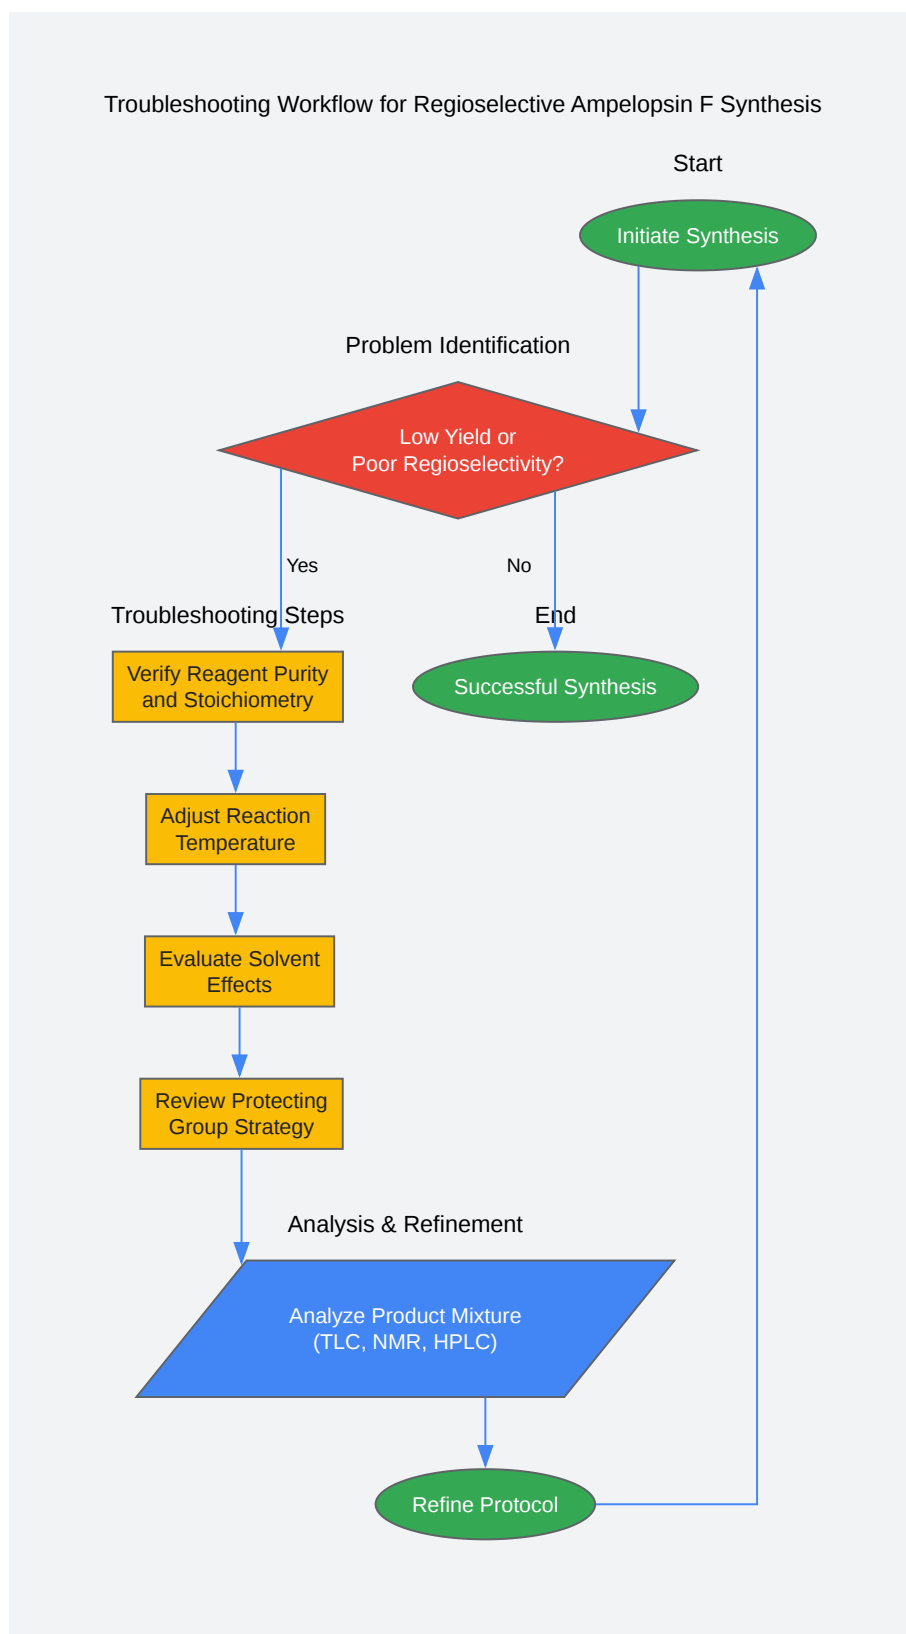 Troubleshooting Workflow for Regioselective Ampelopsin F Synthesis
Start
Initiate Synthesis
Problem Identification
Low Yield or
Poor Regioselectivity?
Yes
No
Troubleshooting Steps
End
Verify Reagent Purity
and Stoichiometry
Successful Synthesis
Adjust Reaction
Temperature
Evaluate Solvent
Effects
Review Protecting
Group Strategy
Analysis & Refinement
Analyze Product Mixture
(TLC, NMR, HPLC)
Refine Protocol